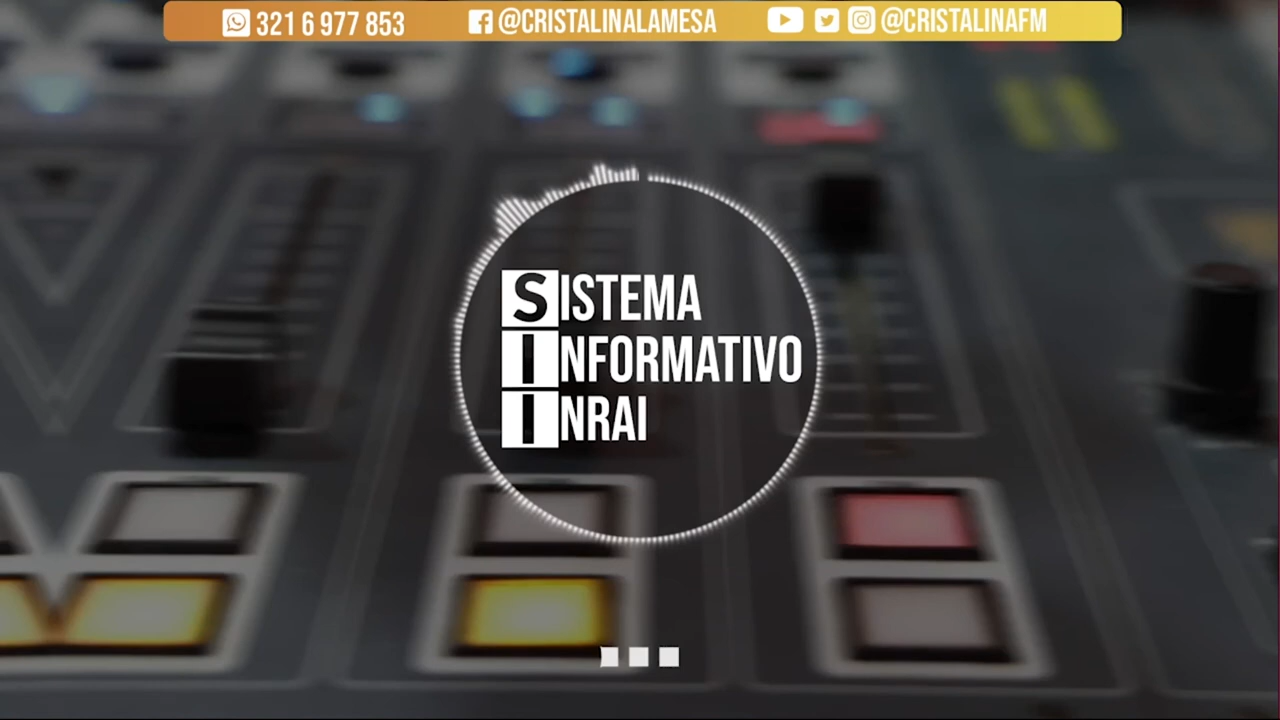 321 6 977 853 @CRISTALINALAMESA @CRISTALINAFM
SISTEMA
INFORMATIVO
INRAI